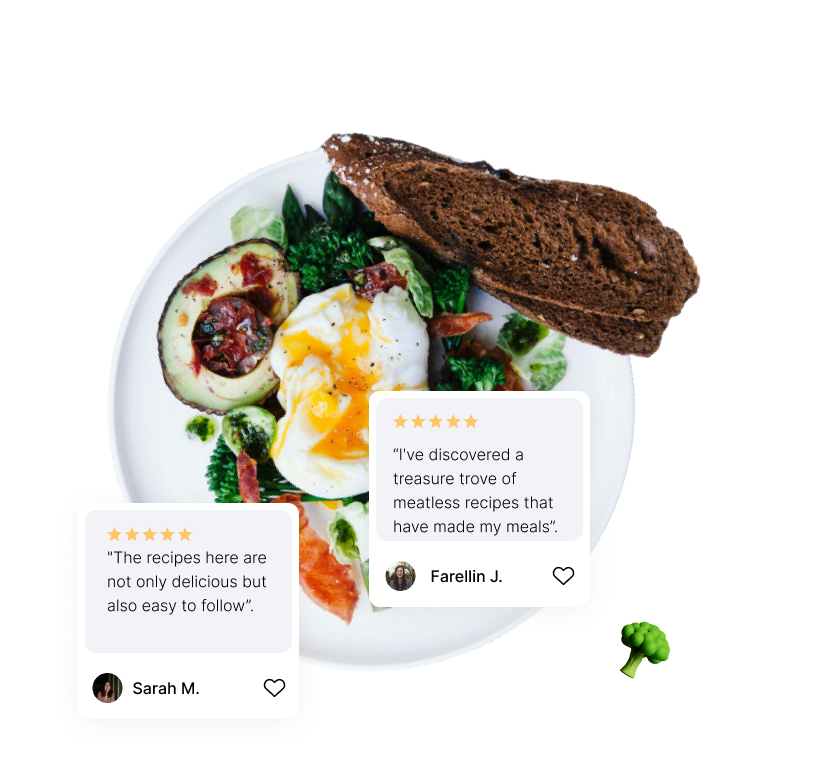 “I've discovered a
treasure trove of
meatless recipes that
have made my meals”.
Farellin J.
"The recipes here are
not only delicious but
also easy to follow”.
Sarah M.